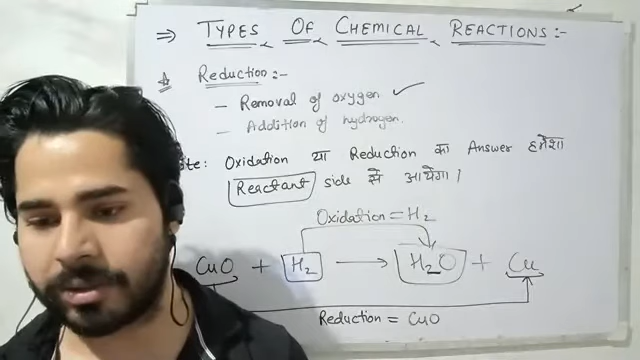 ⇒ TYPES OF CHEMICAL REACTIONS :-
☆ Reduction :-
– Removal of oxygen ✓
– Addition of hydrogen.
te: Oxidation या Reduction का Answer हमेशा
Reactant side से आयेगा।
Oxidation = H₂
CuO + H₂ → H₂O + Cu
Reduction = CuO